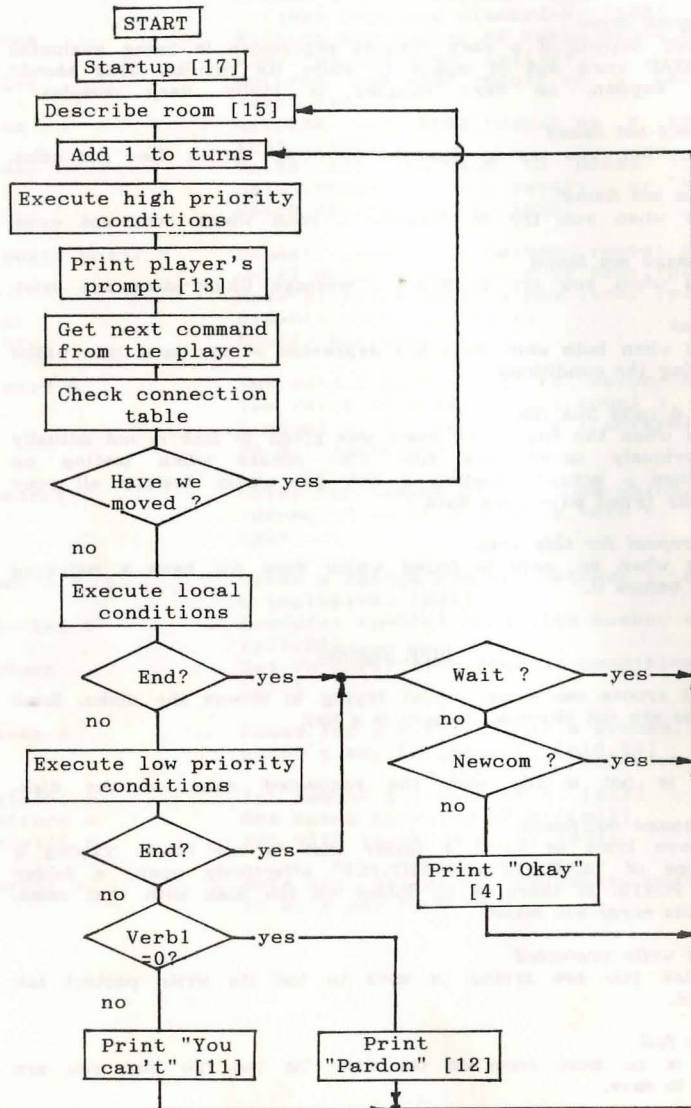 START
Startup [17]
Describe room [15]
Add 1 to turns
Execute high priority
conditions
Print player's
prompt [13]
Get next command
from the player
Check connection
table
Have we
moved ?
yes
no
Execute local
conditions
End?
yes
no
Wait ?
yes
no
Execute low priority
conditions
Newcom ?
yes
no
End?
yes
no
Print "Okay"
[4]
Verb1
=0?
yes
no
Print "You
can't" [11]
Print
"Pardon" [12]